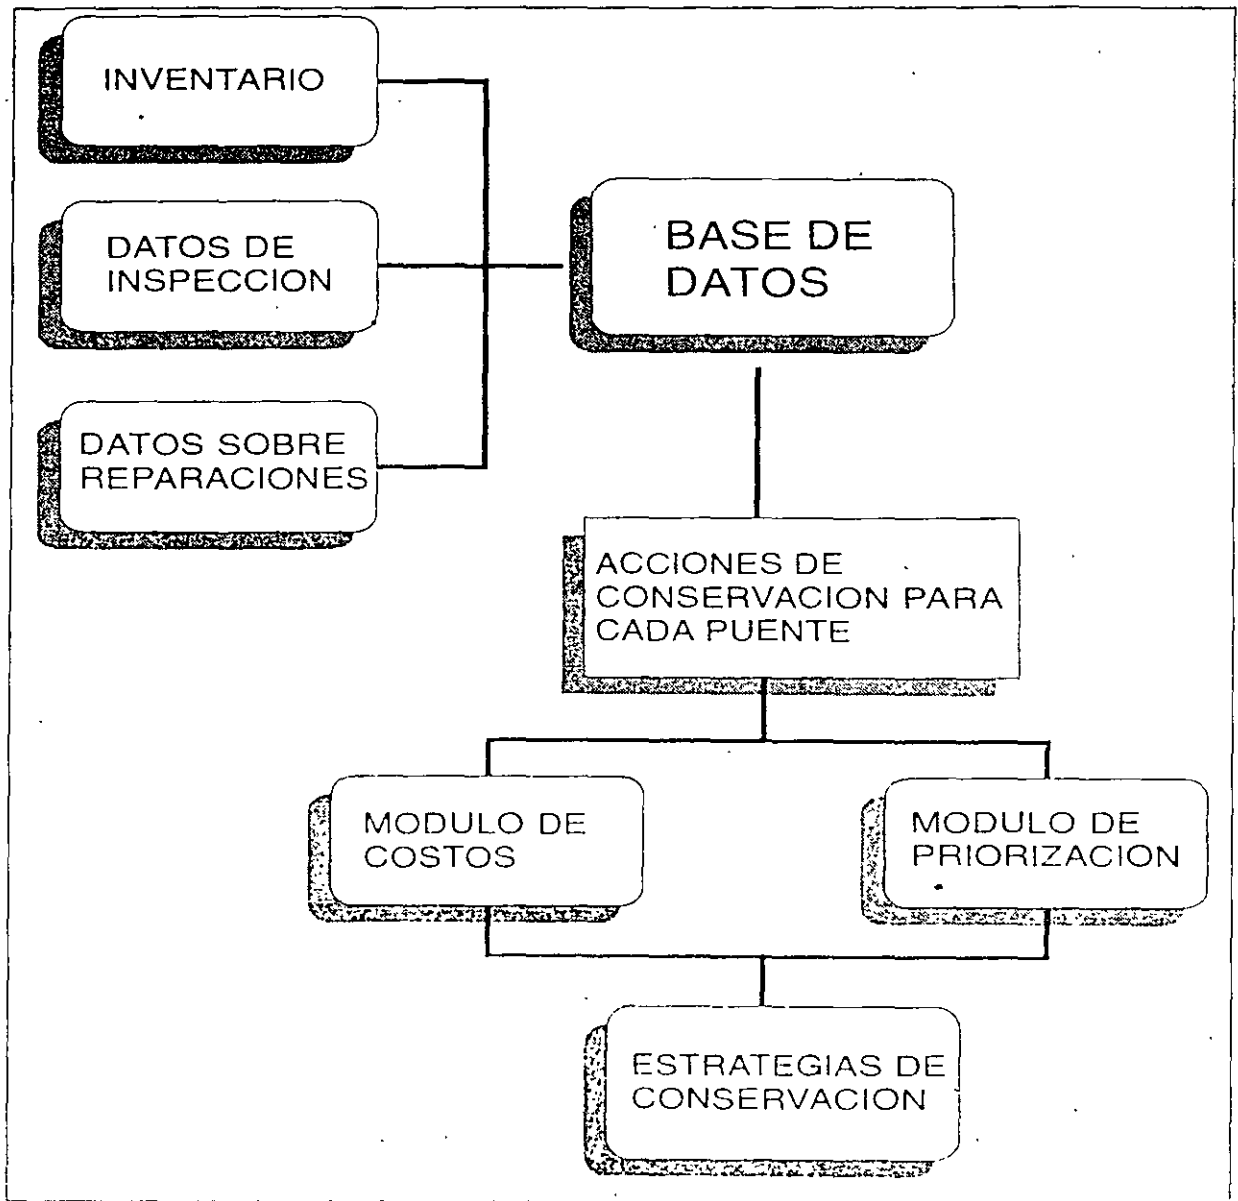 INVENTARIO
DATOS DE
INSPECCION
DATOS SOBRE
REPARACIONES
BASE DE
DATOS
ACCIONES DE
CONSERVACION PARA
CADA PUENTE
MODULO DE
COSTOS
MODULO DE
PRIORIZACION
ESTRATEGIAS DE
CONSERVACION